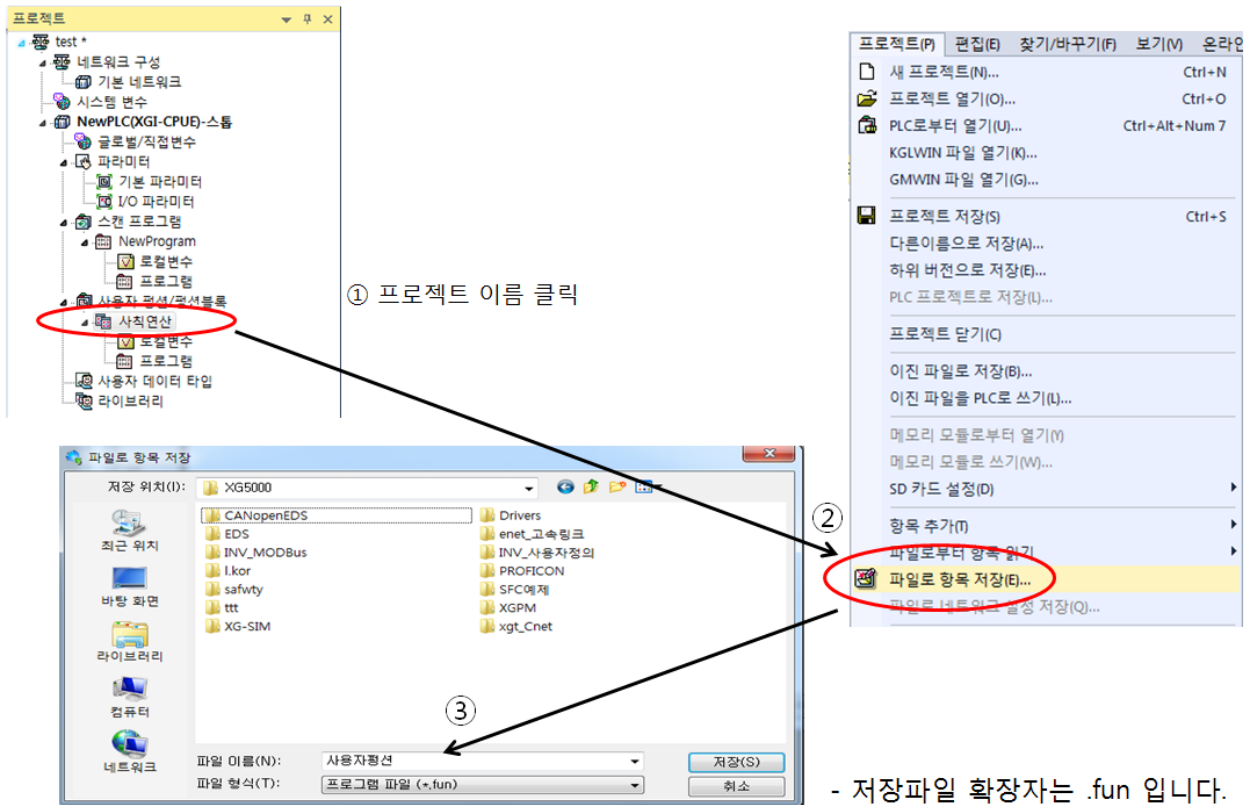 프로젝트
test *
네트워크 구성
기본 네트워크
시스템 변수
NewPLC(XGI-CPUE)-스톱
글로벌/직접변수
파라미터
기본 파라미터
I/O 파라미터
스캔 프로그램
NewProgram
로컬변수
프로그램
사용자 펑션/펑션블록
사칙연산
로컬변수
프로그램
사용자 데이터 타입
라이브러리
① 프로젝트 이름 클릭
프로젝트(P) 편집(E) 찾기/바꾸기(F) 보기(V) 온라인
새 프로젝트(N)... Ctrl+N
프로젝트 열기(O)... Ctrl+O
PLC로부터 열기(U)... Ctrl+Alt+Num 7
KGLWIN 파일 열기(K)...
GMWIN 파일 열기(G)...
프로젝트 저장(S) Ctrl+S
다른이름으로 저장(A)...
하위 버전으로 저장(E)...
PLC 프로젝트로 저장(L)...
프로젝트 닫기(C)
이진 파일로 저장(B)...
이진 파일을 PLC로 쓰기(L)...
메모리 모듈로부터 열기(Y)
메모리 모듈로 쓰기(W)...
SD 카드 설정(D)
항목 추가(T)
파일로부터 항목 읽기
②
파일로 항목 저장(E)...
파일로 네트워크 설정 저장(Q)...
파일로 항목 저장
저장 위치(I): XG5000
최근 위치
바탕 화면
라이브러리
컴퓨터
네트워크
CANopenEDS
EDS
INV_MODBus
l.kor
safwty
ttt
XG-SIM
Drivers
enet_고속링크
INV_사용자정의
PROFICON
SFC예제
XGPM
xgt_Cnet
③
파일 이름(N): 사용자펑션 저장(S)
파일 형식(T): 프로그램 파일 (*.fun) 취소
- 저장파일 확장자는 .fun 입니다.